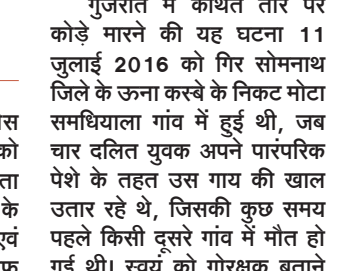 गुजरात में कथित तौर पर
कोड़े मारने की यह घटना 11
जुलाई 2016 को गिर सोमनाथ
जिले के ऊना कस्बे के निकट मोटा
समधियाला गांव में हुई थी, जब
चार दलित युवक अपने पारंपरिक
पेशे के तहत उस गाय की खाल
उतार रहे थे, जिसकी कुछ समय
पहले किसी दूसरे गांव में मौत हो
गई थी। स्वयं को गोरक्षक बताने
को
के
एवं